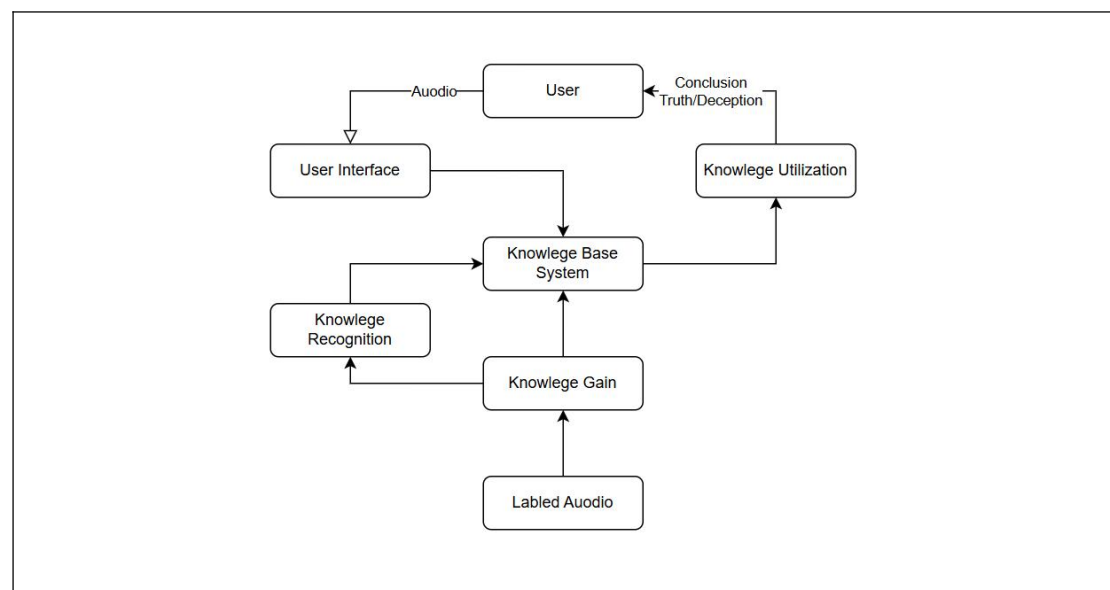 User
Auodio
Conclusion
Truth/Deception
User Interface
Knowlege Utilization
Knowlege Base
System
Knowlege
Recognition
Knowlege Gain
Labled Auodio